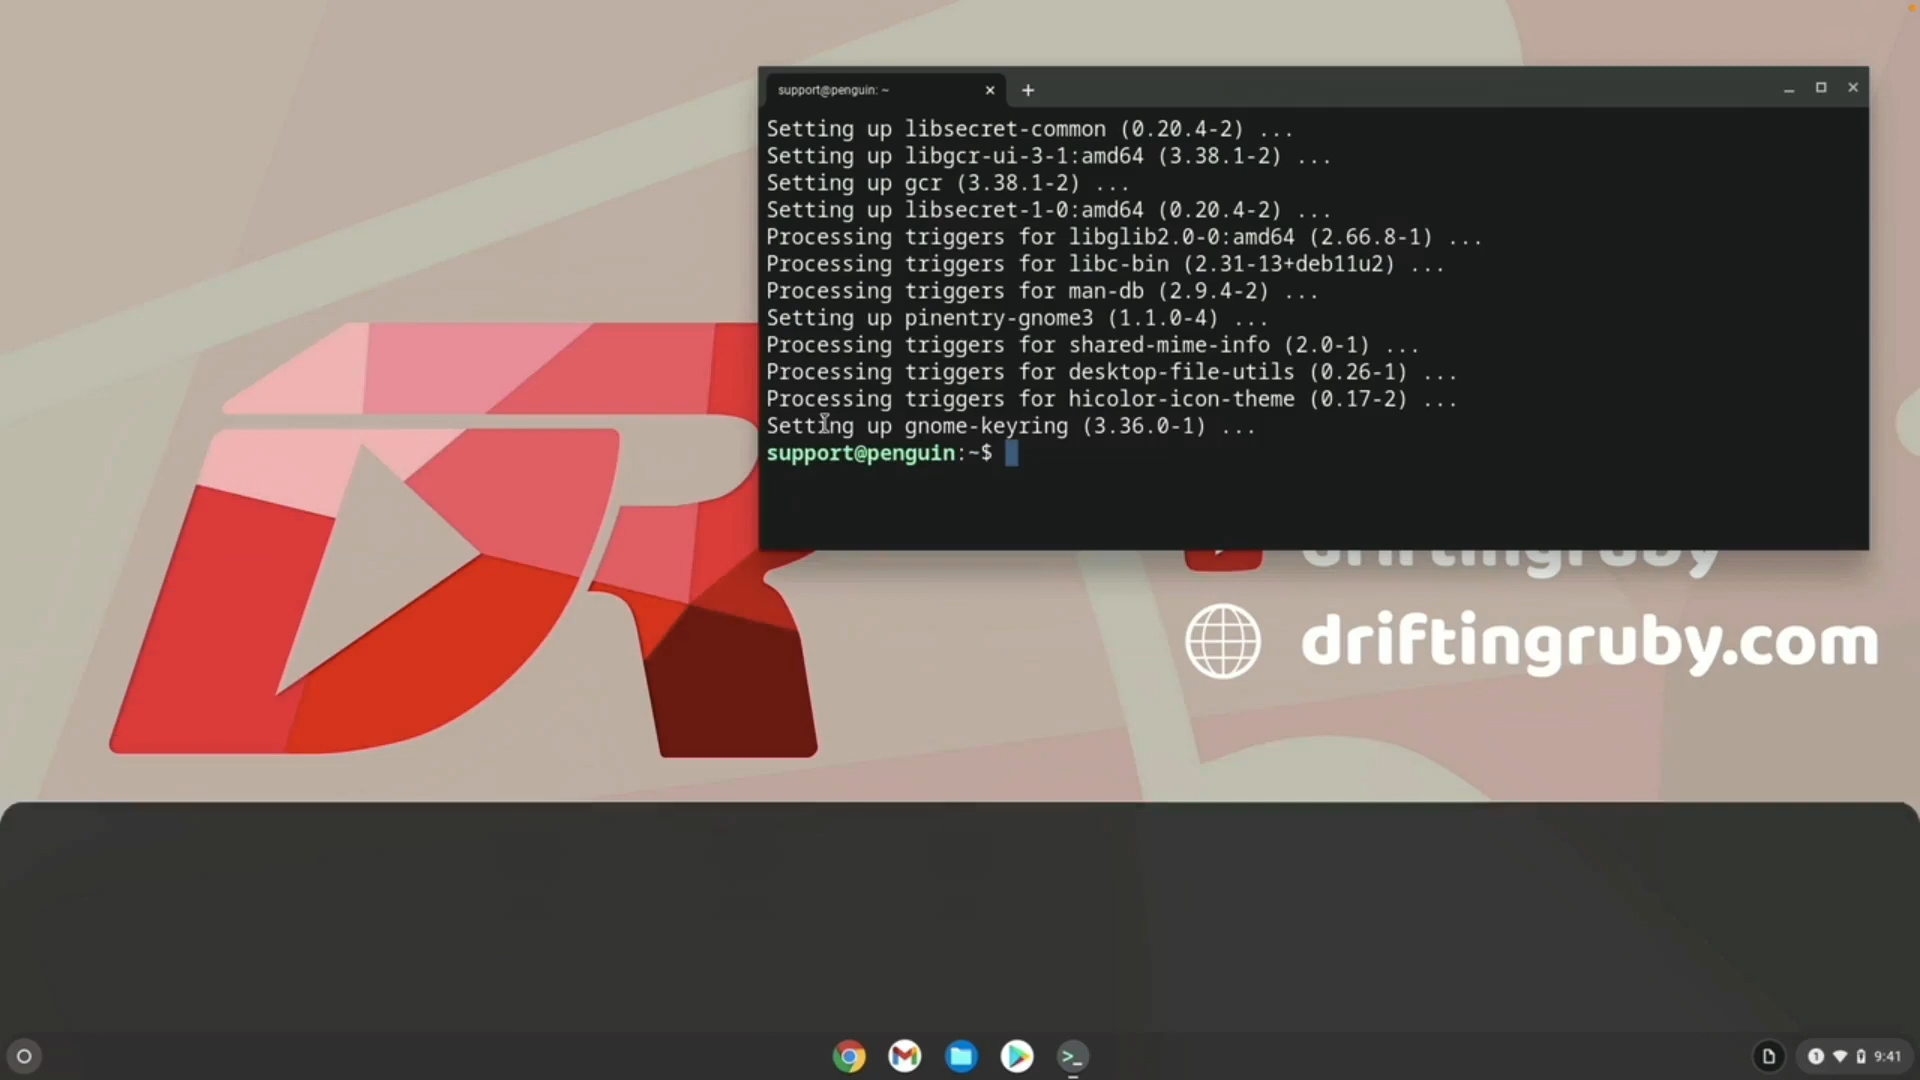 support@penguin: ~
Setting up libsecret-common (0.20.4-2) ...
Setting up libgcr-ui-3-1:amd64 (3.38.1-2) ...
Setting up gcr (3.38.1-2) ...
Setting up libsecret-1-0:amd64 (0.20.4-2) ...
Processing triggers for libglib2.0-0:amd64 (2.66.8-1) ...
Processing triggers for libc-bin (2.31-13+deb11u2) ...
Processing triggers for man-db (2.9.4-2) ...
Setting up pinentry-gnome3 (1.1.0-4) ...
Processing triggers for shared-mime-info (2.0-1) ...
Processing triggers for desktop-file-utils (0.26-1) ...
Processing triggers for hicolor-icon-theme (0.17-2) ...
Setting up gnome-keyring (3.36.0-1) ...
support@penguin:~$
driftingruby
driftingruby.com
1 9:41